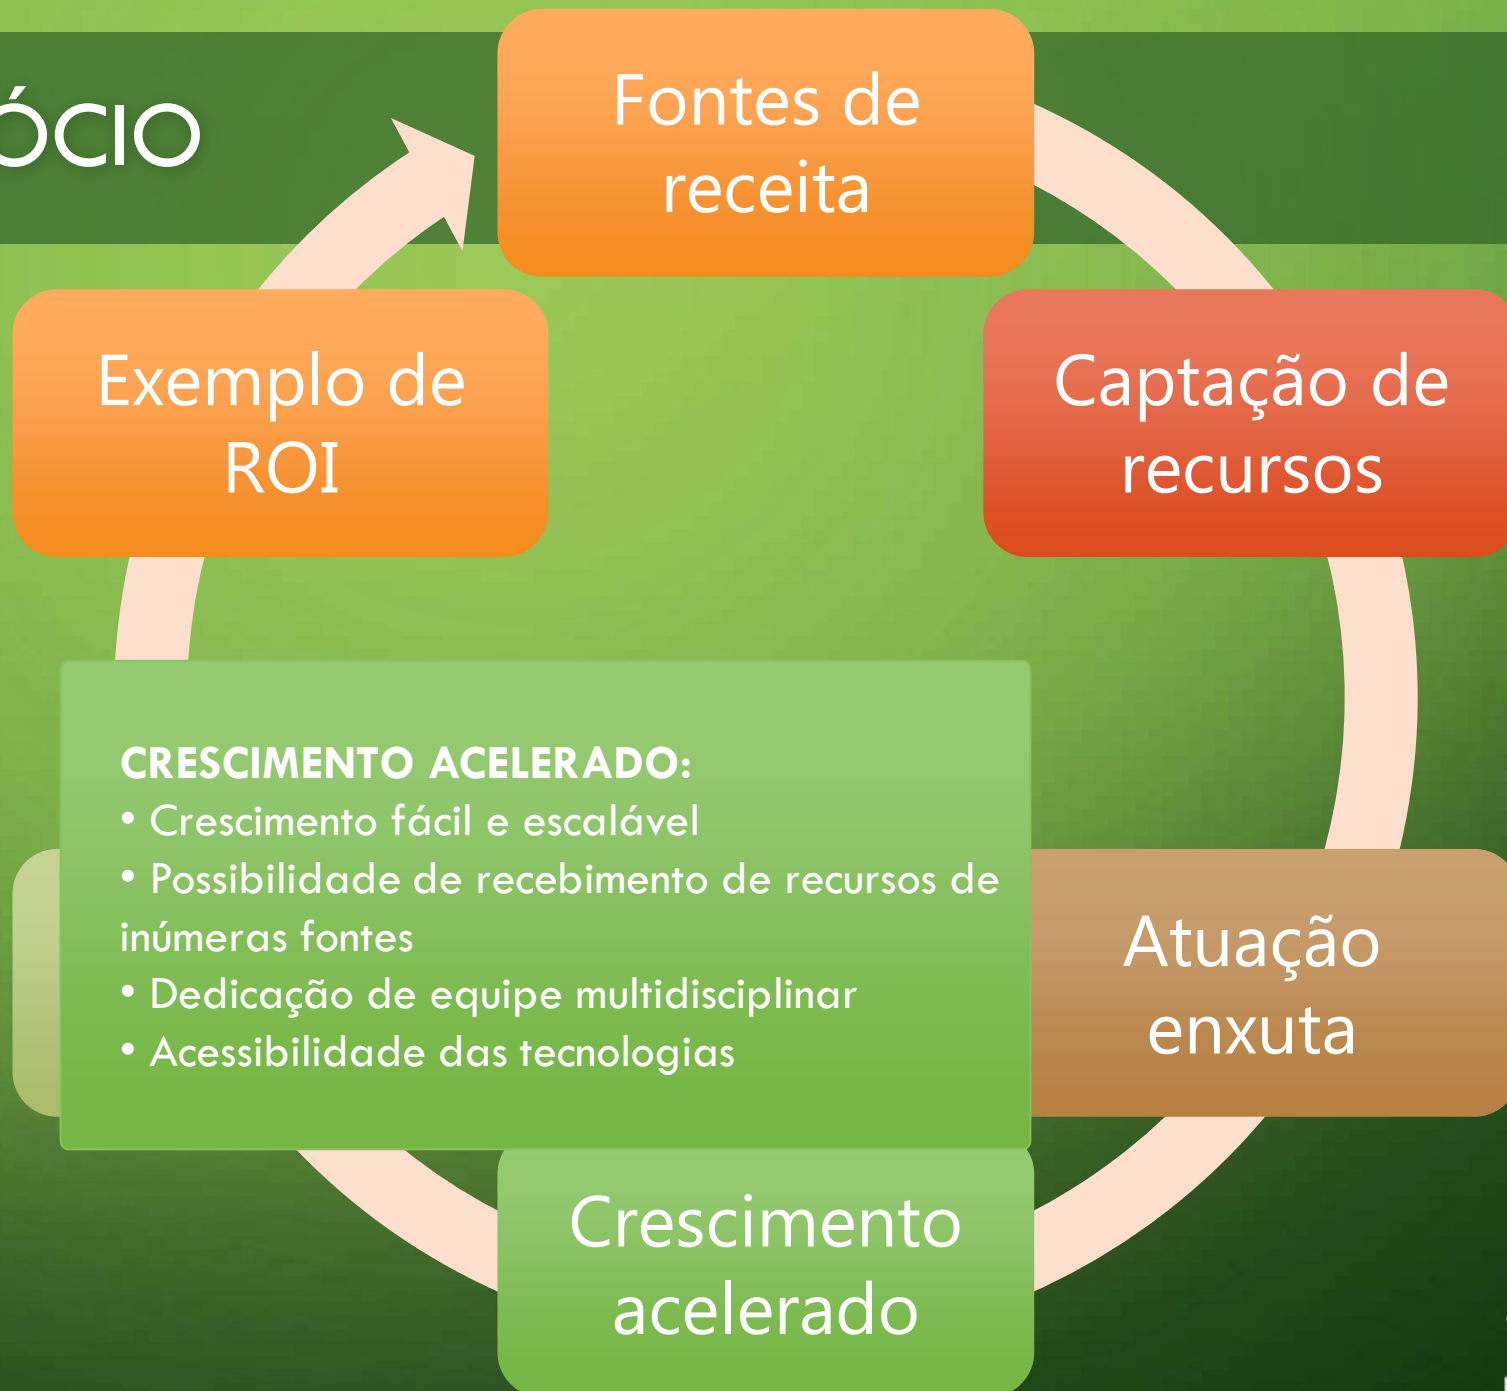 ÓCIO
Fontes de
receita
Exemplo de
ROI
Captação de
recursos
CRESCIMENTO ACELERADO:
• Crescimento fácil e escalável
• Possibilidade de recebimento de recursos de
inúmeras fontes
• Dedicação de equipe multidisciplinar
• Acessibilidade das tecnologias
Atuação
enxuta
Crescimento
acelerado